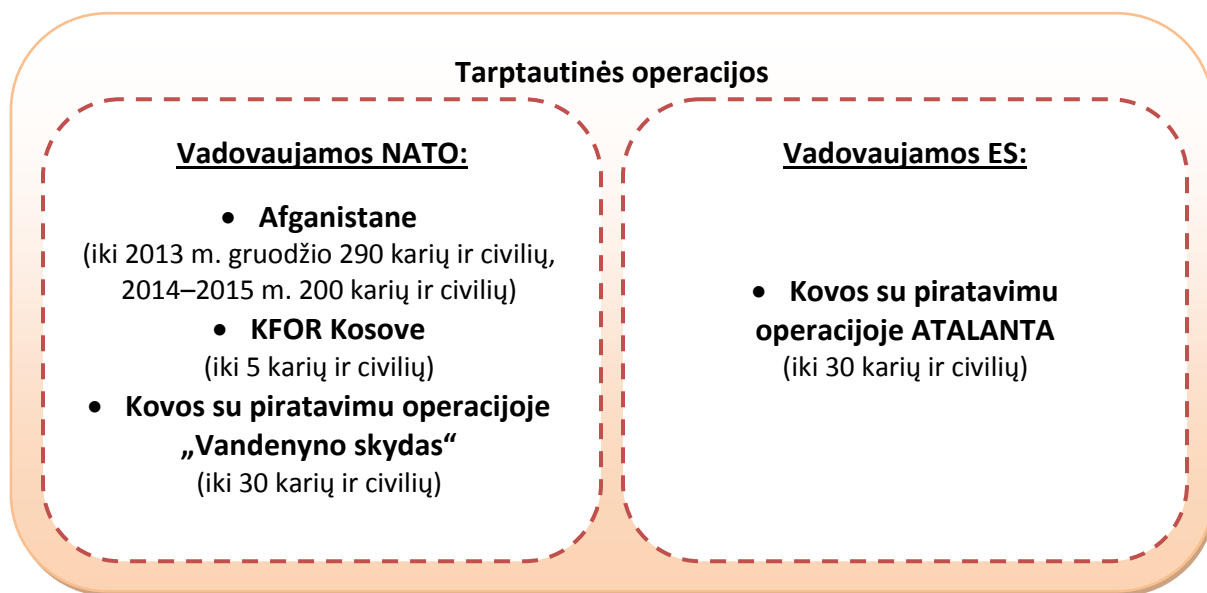 Tarptautinės operacijos
Vadovaujamos NATO:
• Afganistane
(iki 2013 m. gruodžio 290 karių ir civilių,
2014–2015 m. 200 karių ir civilių)
• KFOR Kosove
(iki 5 karių ir civilių)
• Kovos su piratavimu operacijoje
„Vandenyno skydas“
(iki 30 karių ir civilių)
Vadovaujamos ES:
• Kovos su piratavimu
operacijoje ATALANTA
(iki 30 karių ir civilių)